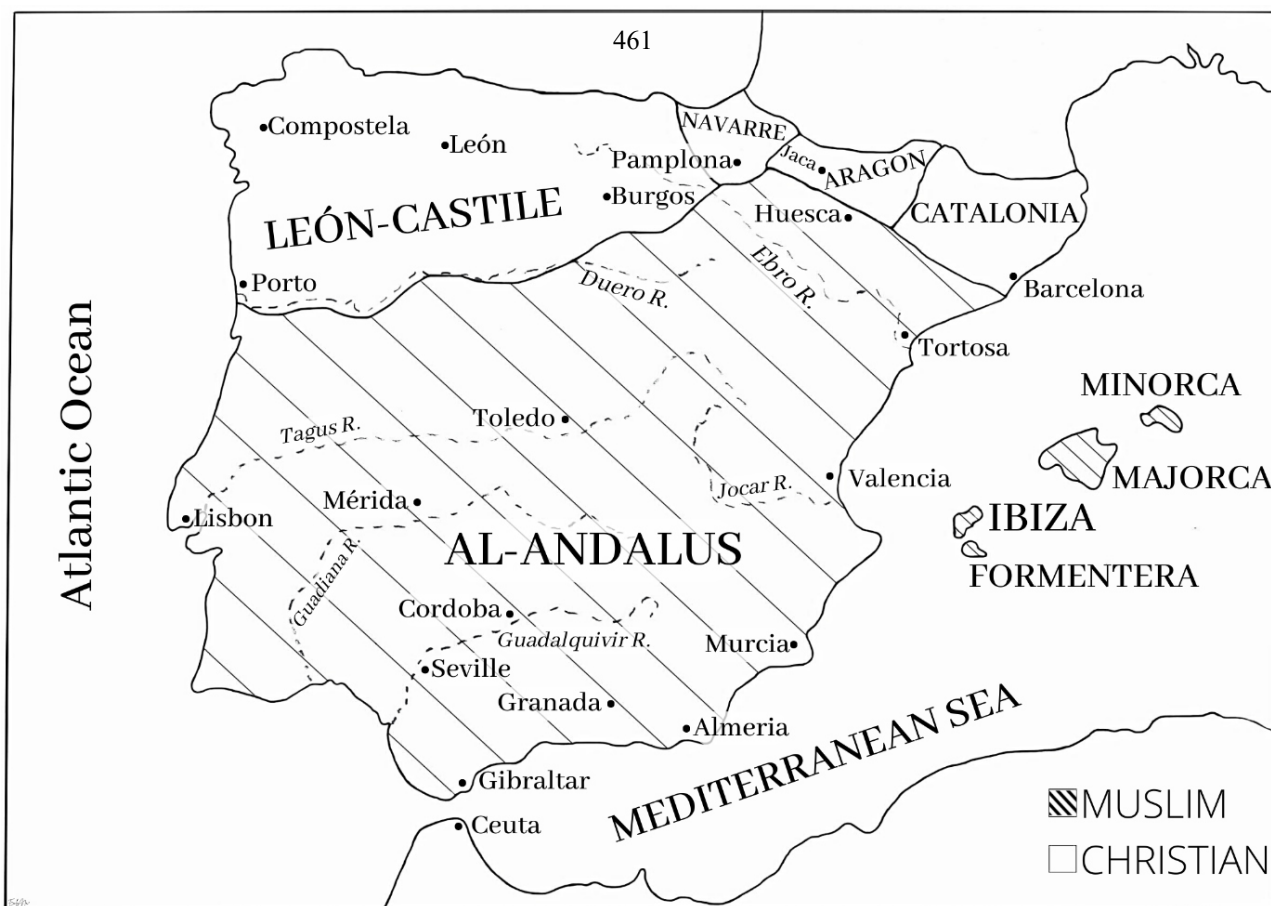 461
Compostela
León
NAVARRE
Pamplona
Jaca
ARAGON
Burgos
Huesca
CATALONIA
LEÓN-CASTILE
Porto
Duero R.
Ebro R.
Barcelona
Tortosa
Atlantic Ocean
MINORCA
Toledo
Tagus R.
MAJORCA
Valencia
Jocar R.
Mérida
Lisbon
IBIZA
AL-ANDALUS
FORMENTERA
Guadiana R.
Cordoba
Guadalquivir R.
Murcia
Seville
Granada
Almeria
MEDITERRANEAN SEA
Gibraltar
Ceuta
MUSLIM
CHRISTIAN